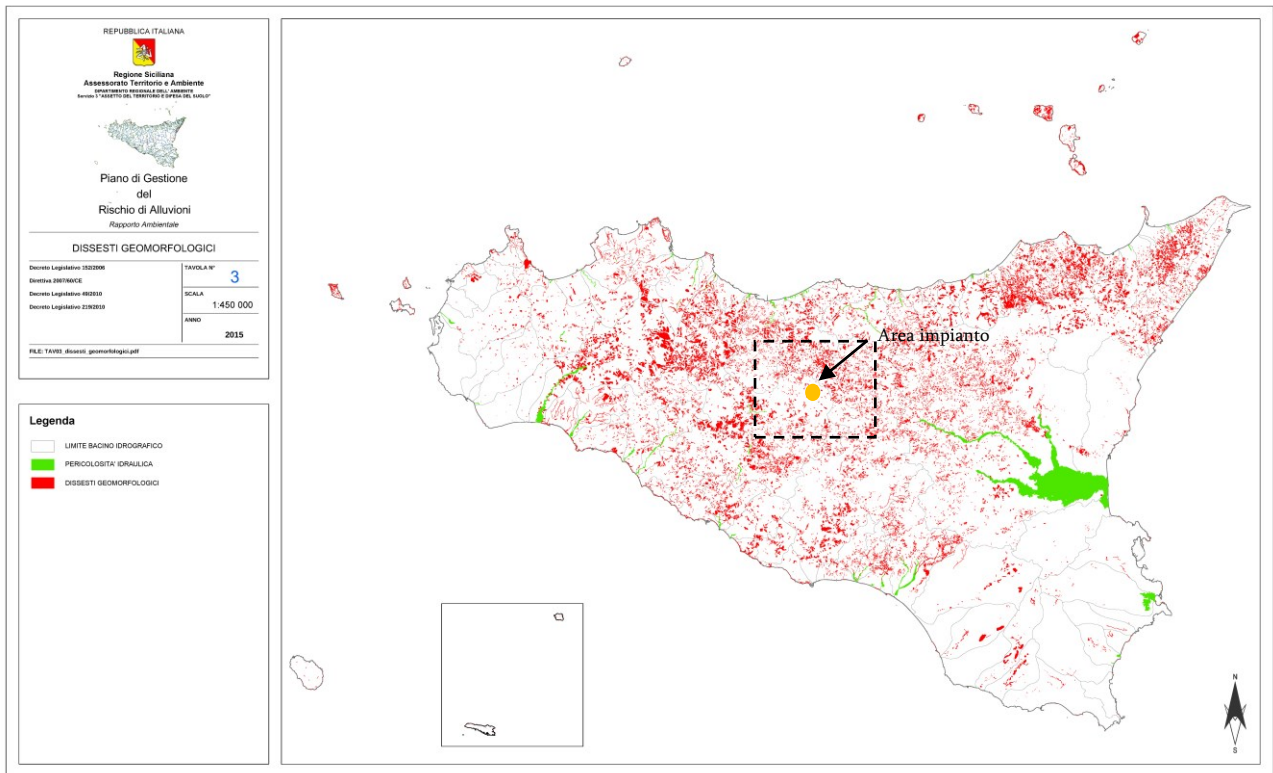 REPUBBLICA ITALIANA
Regione Siciliana
Assessorato Territorio e Ambiente
DIPARTIMENTO REGIONALE DELL' AMBIENTE
Servizio 3 "ASSETTO DEL TERRITORIO E DIFESA DEL SUOLO"
Piano di Gestione
del
Rischio di Alluvioni
Rapporto Ambientale
DISSESTI GEOMORFOLOGICI
Decreto Legislativo 152/2006
Direttiva 2007/60/CE
Decreto Legislativo 49/2010
Decreto Legislativo 219/2010
TAVOLA N°
3
SCALA
1:450 000
ANNO
2015
FILE: TAV03_dissesti_geomorfologici.pdf
Legenda
LIMITE BACINO IDROGRAFICO
PERICOLOSITA' IDRAULICA
DISSESTI GEOMORFOLOGICI
Area impianto
N
S